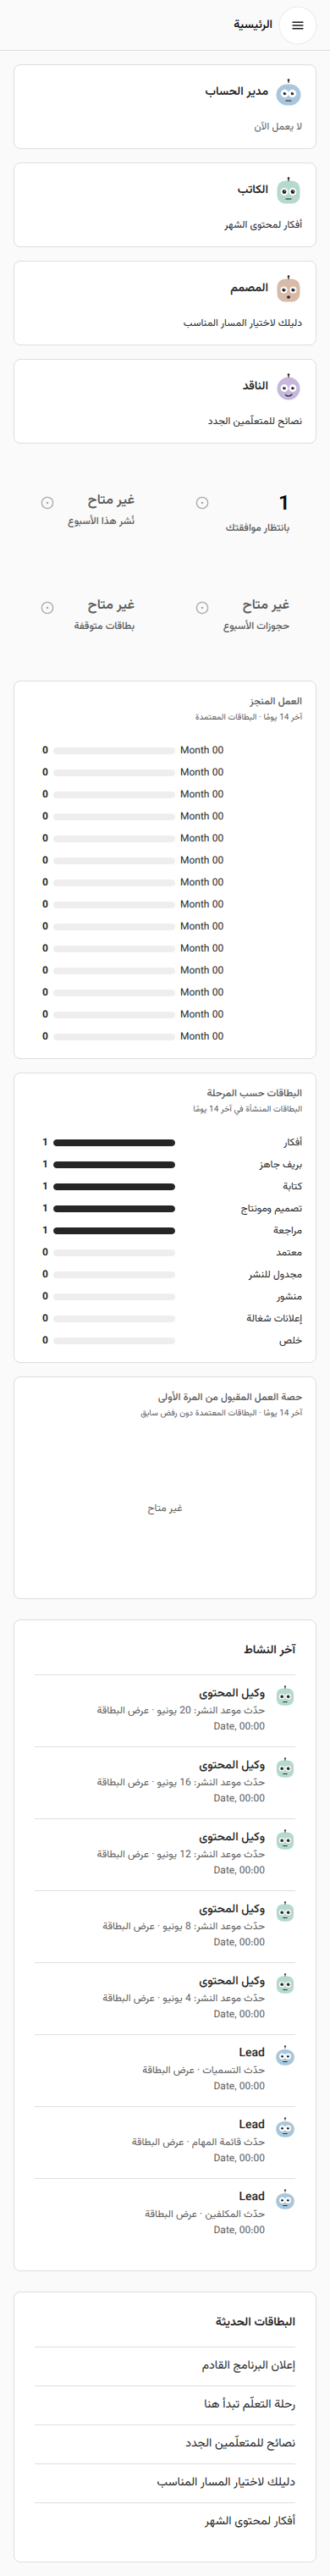 الرئيسية
مدير الحساب
لا يعمل الآن
الكاتب
أفكار لمحتوى الشهر
المصمم
دليلك لاختيار المسار المناسب
الناقد
نصائح للمتعلّمين الجدد
1
بانتظار موافقتك
غير متاح
نُشر هذا الأسبوع
غير متاح
حجوزات الأسبوع
غير متاح
بطاقات متوقفة
العمل المنجز
آخر 14 يومًا · البطاقات المعتمدة
Month 00 0
Month 00 0
Month 00 0
Month 00 0
Month 00 0
Month 00 0
Month 00 0
Month 00 0
Month 00 0
Month 00 0
Month 00 0
Month 00 0
Month 00 0
Month 00 0
البطاقات حسب المرحلة
البطاقات المنشأة في آخر 14 يومًا
أفكار 1
بريف جاهز 1
كتابة 1
تصميم ومونتاج 1
مراجعة 1
معتمد 0
مجدول للنشر 0
منشور 0
إعلانات شغالة 0
خلص 0
حصة العمل المقبول من المرة الأولى
آخر 14 يومًا · البطاقات المعتمدة دون رفض سابق
غير متاح
آخر النشاط
وكيل المحتوى
حدّث موعد النشر: 20 يونيو · عرض البطاقة
Date, 00:00
وكيل المحتوى
حدّث موعد النشر: 16 يونيو · عرض البطاقة
Date, 00:00
وكيل المحتوى
حدّث موعد النشر: 12 يونيو · عرض البطاقة
Date, 00:00
وكيل المحتوى
حدّث موعد النشر: 8 يونيو · عرض البطاقة
Date, 00:00
وكيل المحتوى
حدّث موعد النشر: 4 يونيو · عرض البطاقة
Date, 00:00
Lead
حدّث التسميات · عرض البطاقة
Date, 00:00
Lead
حدّث قائمة المهام · عرض البطاقة
Date, 00:00
Lead
حدّث المكلفين · عرض البطاقة
Date, 00:00
البطاقات الحديثة
إعلان البرنامج القادم
رحلة التعلّم تبدأ هنا
نصائح للمتعلّمين الجدد
دليلك لاختيار المسار المناسب
أفكار لمحتوى الشهر